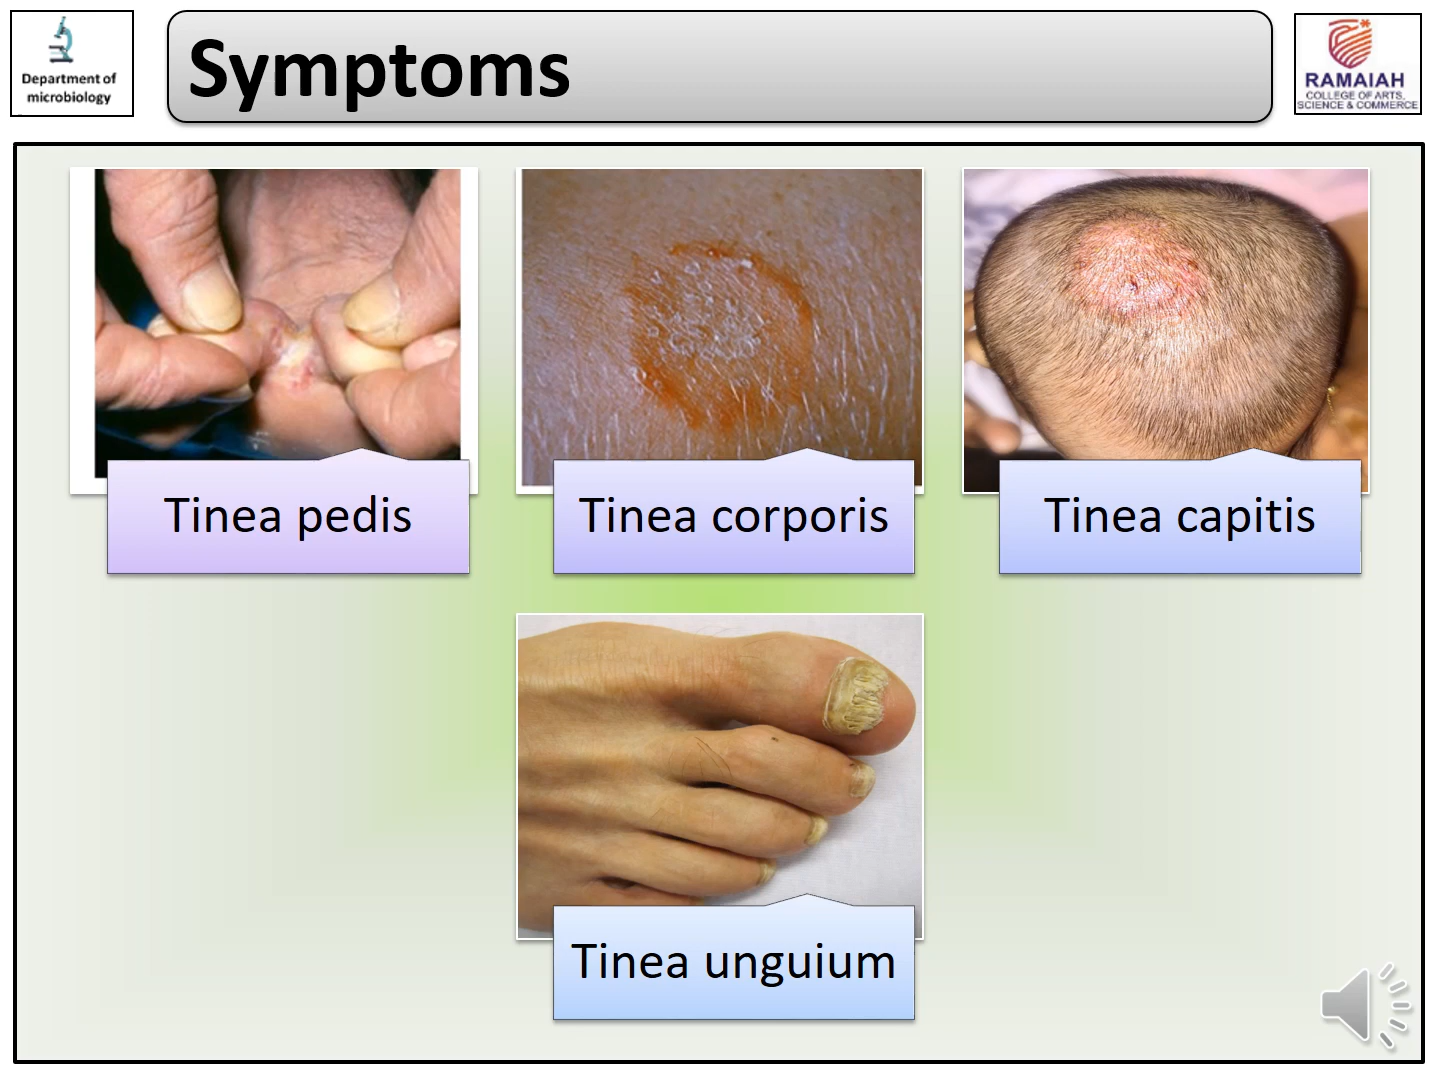 Department of
microbiology
Symptoms
RAMAIAH
COLLEGE OF ARTS,
SCIENCE & COMMERCE
Tinea pedis
Tinea corporis
Tinea capitis
Tinea unguium